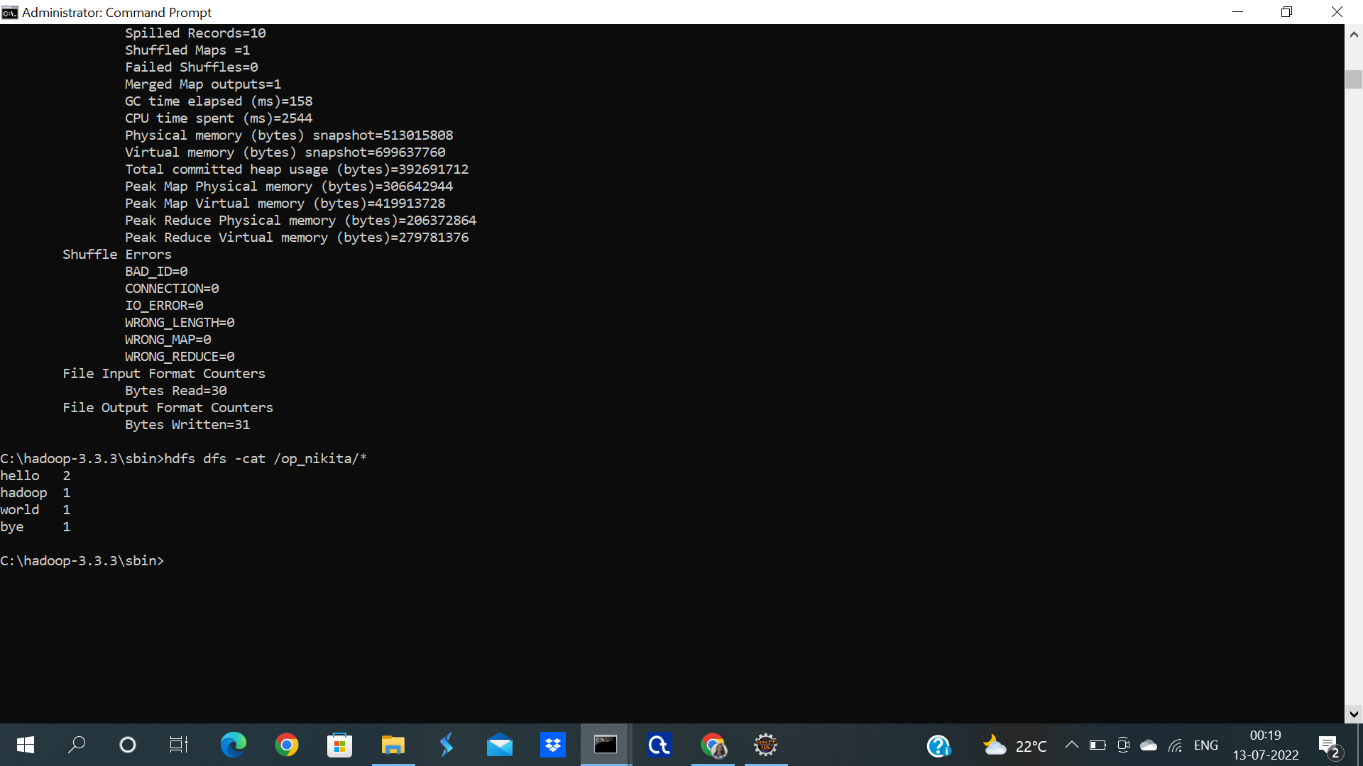 Administrator: Command Prompt
Spilled Records=10
Shuffled Maps =1
Failed Shuffles=0
Merged Map outputs=1
GC time elapsed (ms)=158
CPU time spent (ms)=2544
Physical memory (bytes) snapshot=513015808
Virtual memory (bytes) snapshot=699637760
Total committed heap usage (bytes)=392691712
Peak Map Physical memory (bytes)=306642944
Peak Map Virtual memory (bytes)=419913728
Peak Reduce Physical memory (bytes)=206372864
Peak Reduce Virtual memory (bytes)=279781376
Shuffle Errors
BAD_ID=0
CONNECTION=0
IO_ERROR=0
WRONG_LENGTH=0
WRONG_MAP=0
WRONG_REDUCE=0
File Input Format Counters
Bytes Read=30
File Output Format Counters
Bytes Written=31
C:\hadoop-3.3.3\sbin>hdfs dfs -cat /op_nikita/*
hello 2
hadoop 1
world 1
bye 1
C:\hadoop-3.3.3\sbin>
22°C
ENG
00:19
13-07-2022
2